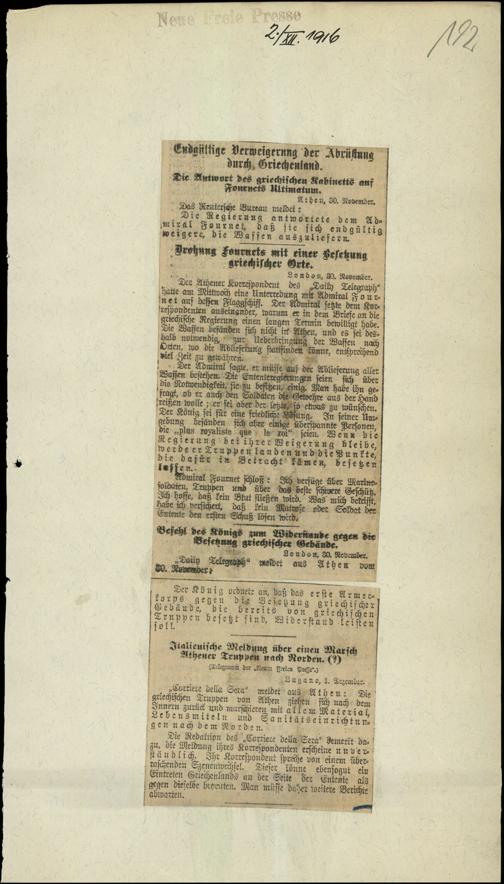 Neue Freie Presse
2./XII. 1916
192
Endgültige Verweigerung der Abrüstung
durch Griechenland.
Die Antwort des griechischen Kabinetts auf
Fournets Ultimatum.
Athen, 30. November.
Das Reutersche Bureau meldet:
Die Regierung antwortete dem Ad-
miral Fournet, daß sie sich endgültig
weigere, die Waffen auszuliefern.
Drohung Fournets mit einer Besetzung
griechischer Orte.
London, 30. November.
Der Athener Korrespondent des „Daily Telegraph"
hatte am Mittwoch eine Unterredung mit Admiral Four-
net auf dessen Flaggschiff. Der Admiral setzte dem Kor-
respondenten auseinander, warum er in dem Briefe an die
griechische Regierung einen langen Termin bewilligt habe.
Die Waffen befänden sich nicht in Athen, und es sei des-
halb notwendig, zur Ueberbringung der Waffen nach
Orten, wo die Ablieferung stattfinden könne, entsprechend
viel Zeit zu gewähren.
Der Admiral sagte, er müsse auf der Ablieferung aller
Waffen bestehen. Die Ententeregierungen seien sich über
die Notwendigkeit, sie zu besitzen, einig. Man habe ihn ge-
fragt, ob er auch den Soldaten die Gewehre aus der Hand
reißen wolle; er sei aber der letzte, so etwas zu wünschen.
Der König sei für eine friedliche Lösung. In seiner Um-
gebung befänden sich aber einige überspannte Personen,
die „plus royaliste que le roi" seien. Wenn die
Regierung bei ihrer Weigerung bleibe,
werde er Truppen landen und die Punkte,
die dafür in Betracht kämen, besetzen
lassen.
Admiral Fournet schloß: Ich verfüge über Marine-
soldaten, Truppen und über das beste schwere Geschütz.
Ich hoffe, daß kein Blut fließen wird. Was mich betrifft,
habe ich versichert, daß kein Matrose oder Soldat der
Entente den ersten Schuß lösen wird.
Befehl des Königs zum Widerstande gegen die
Besetzung griechischer Gebäude.
London, 30. November.
„Daily Telegraph" meldet aus Athen vom
30. November:
Der König ordnete an, daß das erste Armee-
korps gegen die Besetzung griechischer
Gebäude, die bereits von griechischen
Truppen besetzt sind, Widerstand leisten
soll.
Italienische Meldung über einen Marsch
Athener Truppen nach Norden. (?)
(Telegramm der „Neuen Freien Presse".)
Lugano, 1. Dezember.
„Corriere della Sera" meldet aus Athen: Die
griechischen Truppen von Athen ziehen sich nach dem
Innern zurück und marschieren mit allem Material,
Lebensmitteln und Sanitätseinrichtun-
gen nach dem Norden.
Die Redaktion des „Corriere della Sera" bemerkt da-
zu, die Meldung ihres Korrespondenten erscheine unver-
ständlich. Ihr Korrespondent spreche von einem über-
raschenden Szenenwechsel. Dieser könne ebensogut ein
Eintreten Griechenlands an der Seite der Entente als
gegen dieselbe bedeuten. Man müsse daher weitere Berichte
abwarten.